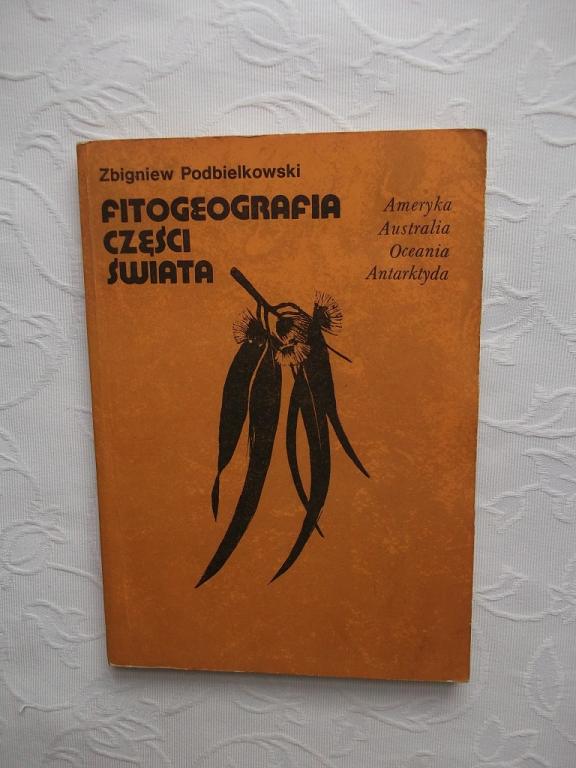 Zbigniew Podbielkowski
FITOGEOGRAFIA
CZĘŚCI
ŚWIATA
Ameryka
Australia
Oceania
Antarktyda